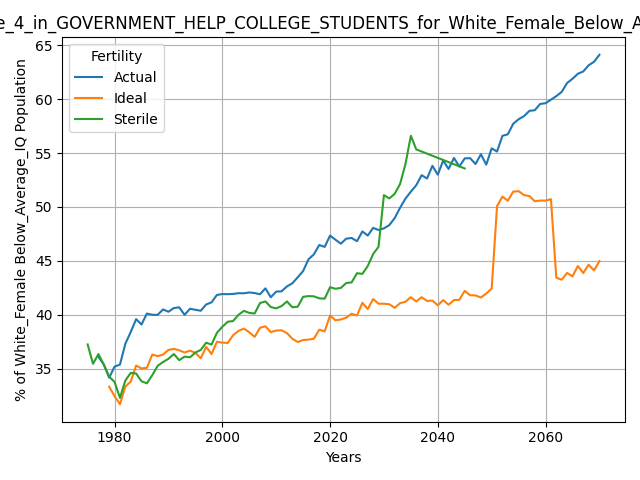 e_4_in_GOVERNMENT_HELP_COLLEGE_STUDENTS_for_White_Female_Below_A
Fertility
Actual
Ideal
Sterile
% of White_Female Below_Average_IQ Population
65
60
55
50
45
40
35
1980
2000
2020
2040
2060
Years